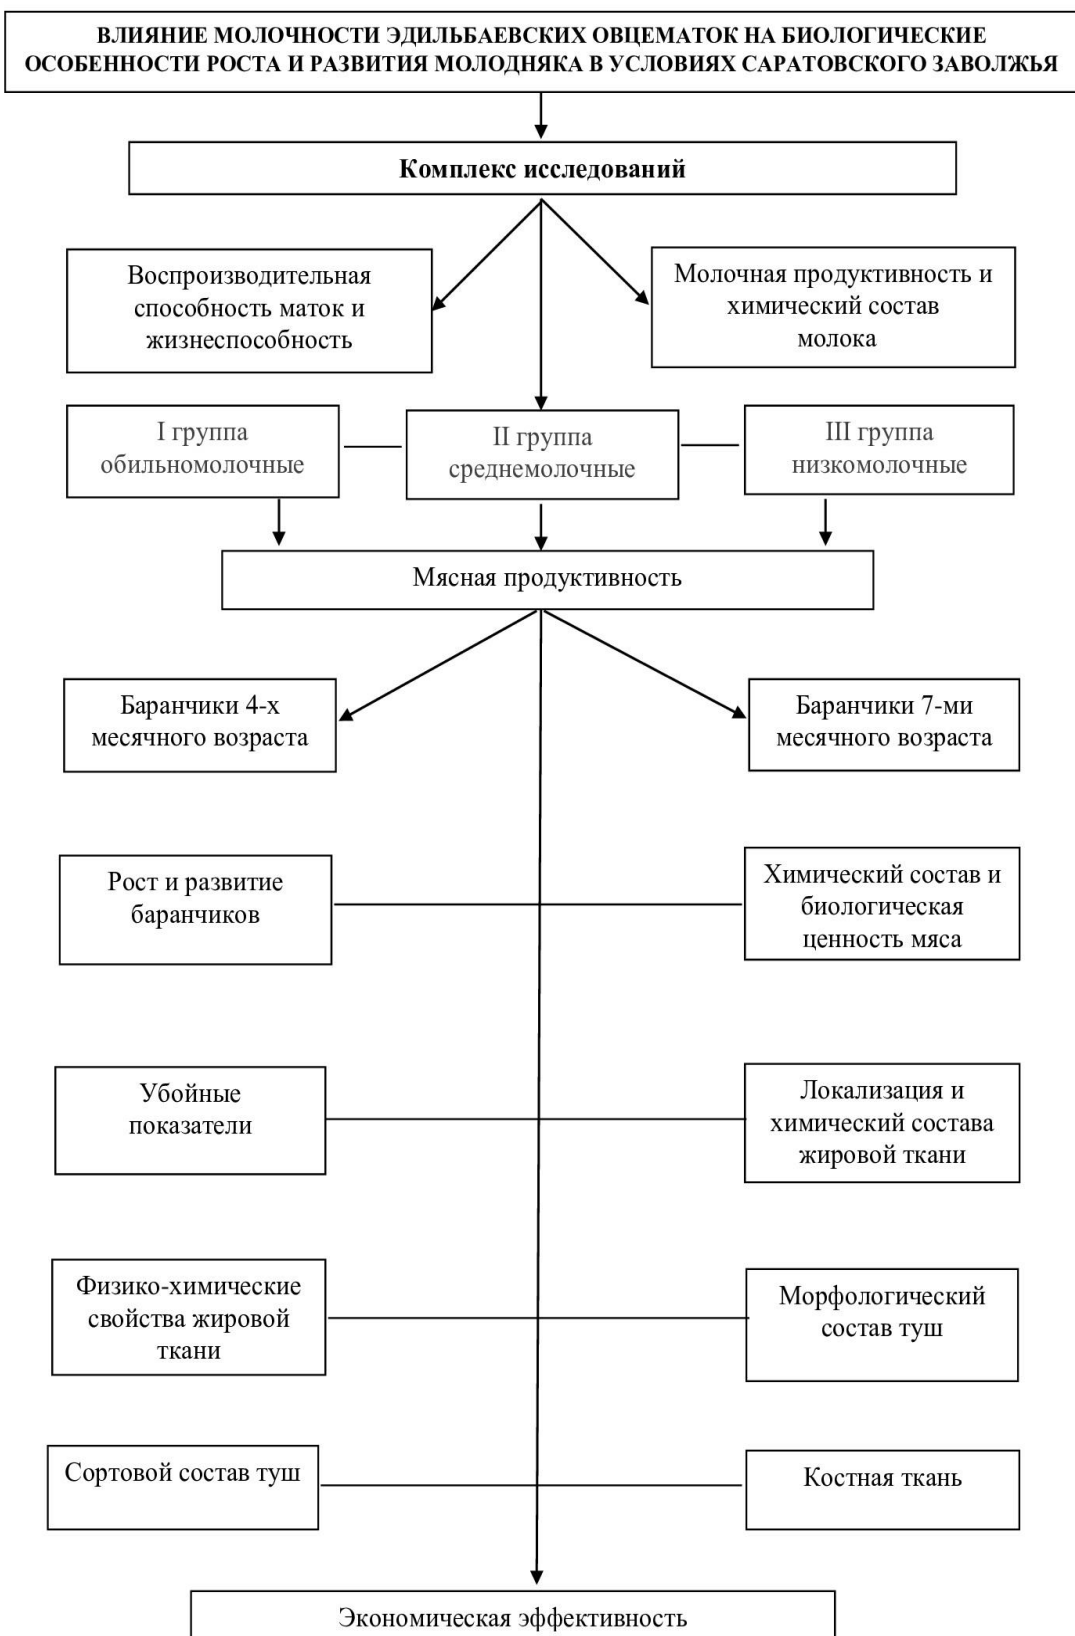 ВЛИЯНИЕ МОЛОЧНОСТИ ЭДИЛЬБАЕВСКИХ ОВЦЕМАТОК НА БИОЛОГИЧЕСКИЕ
ОСОБЕННОСТИ РОСТА И РАЗВИТИЯ МОЛОДНЯКА В УСЛОВИЯХ САРАТОВСКОГО ЗАВОЛЖЬЯ
Комплекс исследований
Воспроизводительная
способность маток и
жизнеспособность
Молочная продуктивность и
химический состав
молока
I группа
обильномолочные
II группа
среднемолочные
III группа
низкомолочные
Мясная продуктивность
Баранчики 4-х
месячного возраста
Баранчики 7-ми
месячного возраста
Рост и развитие
баранчиков
Химический состав и
биологическая
ценность мяса
Убойные
показатели
Локализация и
химический состава
жировой ткани
Физико-химические
свойства жировой
ткани
Морфологический
состав туш
Сортовой состав туш
Костная ткань
Экономическая эффективность